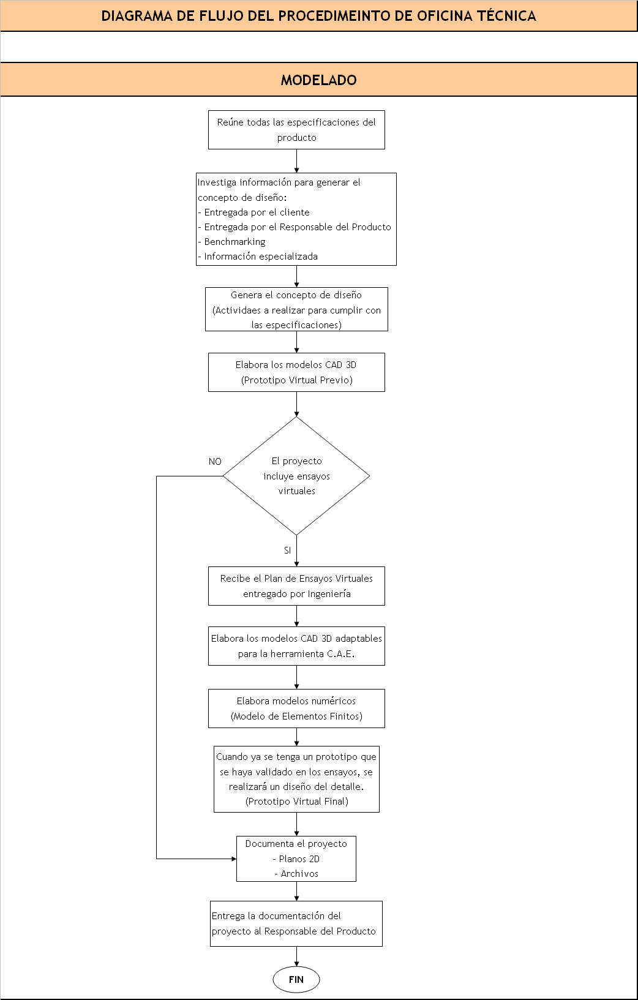 DIAGRAMA DE FLUJO DEL PROCEDIMEINTO DE OFICINA TÉCNICA
MODELADO
Reúne todas las especificaciones del
producto
Investiga información para generar el
concepto de diseño:
- Entregada por el cliente
- Entregada por el Responsable del Producto
- Benchmarking
- Información especializada
Genera el concepto de diseño
(Actividaes a realizar para cumplir con
las especificaciones)
Elabora los modelos CAD 3D
(Prototipo Virtual Previo)
El proyecto
incluye ensayos
virtuales
NO
SI
Recibe el Plan de Ensayos Virtuales
entregado por Ingeniería
Elabora los modelos CAD 3D adaptables
para la herramienta C.A.E.
Elabora modelos numéricos
(Modelo de Elementos Finitos)
Cuando ya se tenga un prototipo que
se haya validado en los ensayos, se
realizará un diseño del detalle.
(Prototipo Virtual Final)
Documenta el proyecto
- Planos 2D
- Archivos
Entrega la documentación del
proyecto al Responsable del Producto
FIN